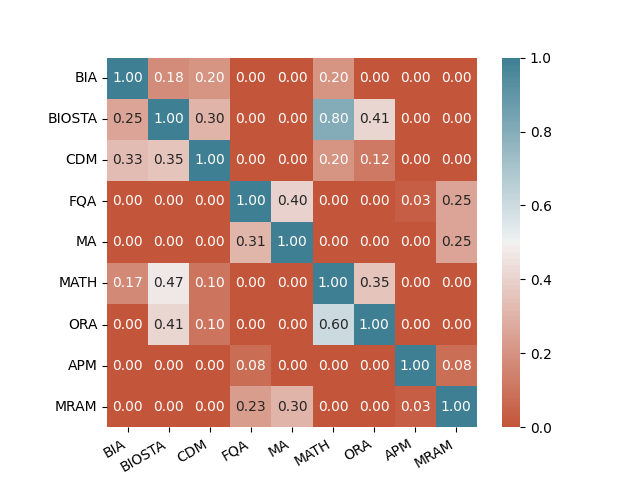 BIA 1.00 0.18 0.20 0.00 0.00 0.20 0.00 0.00 0.00
BIOSTA 0.25 1.00 0.30 0.00 0.00 0.80 0.41 0.00 0.00
CDM 0.33 0.35 1.00 0.00 0.00 0.20 0.12 0.00 0.00
FQA 0.00 0.00 0.00 1.00 0.40 0.00 0.00 0.03 0.25
MA 0.00 0.00 0.00 0.31 1.00 0.00 0.00 0.00 0.25
MATH 0.17 0.47 0.10 0.00 0.00 1.00 0.35 0.00 0.00
ORA 0.00 0.41 0.10 0.00 0.00 0.60 1.00 0.00 0.00
APM 0.00 0.00 0.00 0.08 0.00 0.00 0.00 1.00 0.08
MRAM 0.00 0.00 0.00 0.23 0.30 0.00 0.00 0.03 1.00
BIA BIOSTA CDM FQA MA MATH ORA APM MRAM
1.0
0.8
0.6
0.4
0.2
0.0